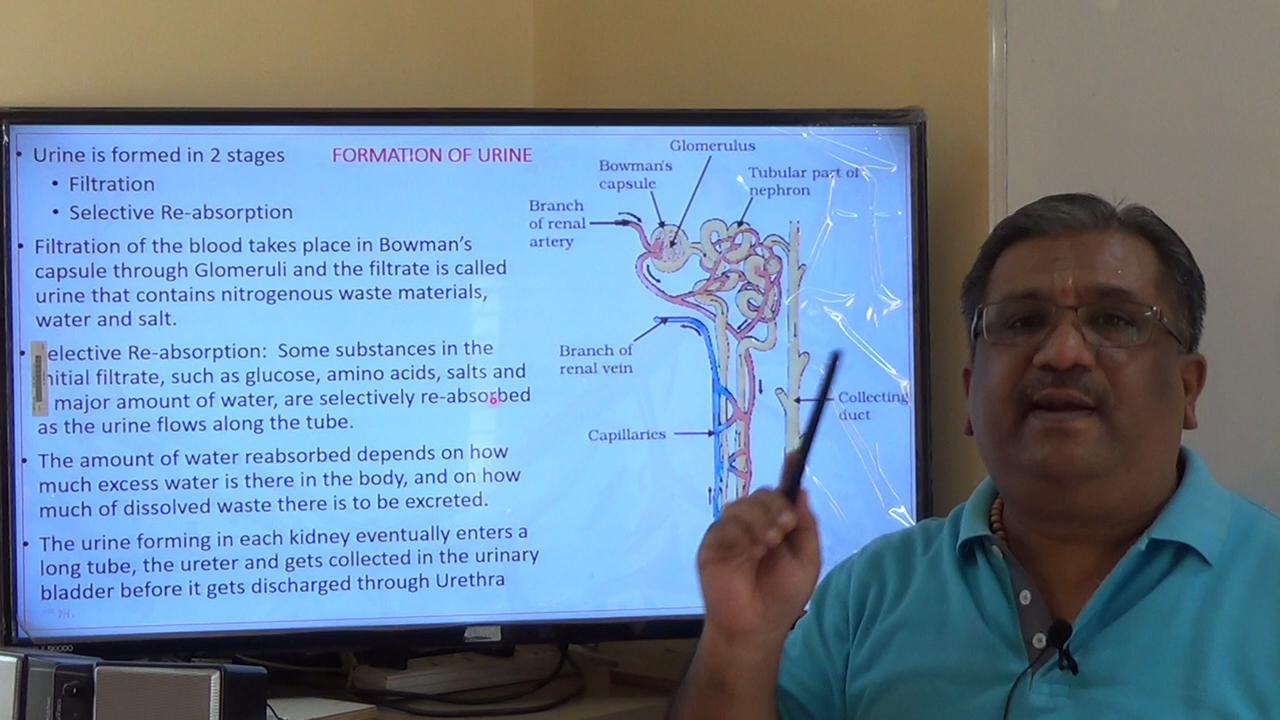 • Urine is formed in 2 stages
FORMATION OF URINE
• Filtration
• Selective Re-absorption
• Filtration of the blood takes place in Bowman's
capsule through Glomeruli and the filtrate is called
urine that contains nitrogenous waste materials,
water and salt.
• elective Re-absorption: Some substances in the
nitial filtrate, such as glucose, amino acids, salts and
major amount of water, are selectively re-absorbed
as the urine flows along the tube.
• The amount of water reabsorbed depends on how
much excess water is there in the body, and on how
much of dissolved waste there is to be excreted.
• The urine forming in each kidney eventually enters a
long tube, the ureter and gets collected in the urinary
bladder before it gets discharged through Urethra
Glomerulus
Bowman's
capsule
Tubular part of
nephron
Branch
of renal
artery
Branch of
renal vein
Capillaries
Collecting
duct